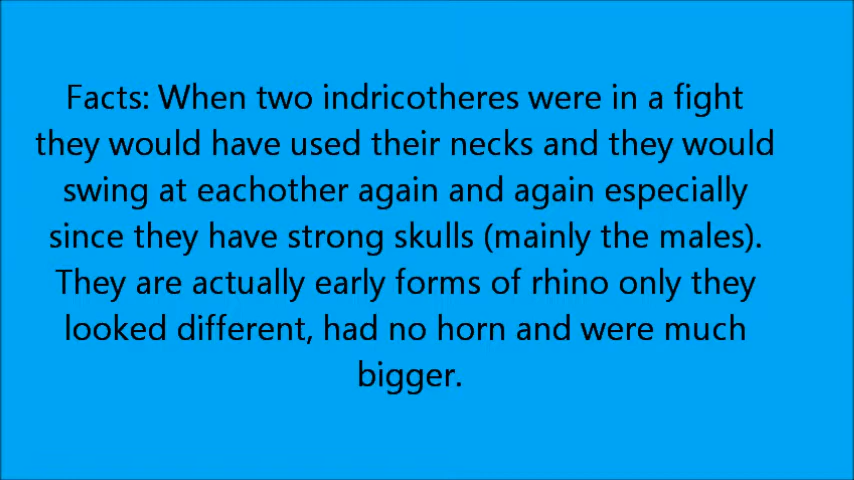 Facts: When two indricotheres were in a fight
they would have used their necks and they would
swing at eachother again and again especially
since they have strong skulls (mainly the males).
They are actually early forms of rhino only they
looked different, had no horn and were much
bigger.